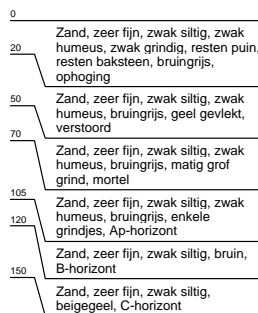 0
Zand, zeer fijn, zwak siltig, zwak
humeus, zwak grindig, resten puin,
resten baksteen, bruingrijs,
ophoging
20
Zand, zeer fijn, zwak siltig, zwak
humeus, bruingrijs, geel gevlekt,
verstoord
50
Zand, zeer fijn, zwak siltig, zwak
humeus, bruingrijs, matig grof
grind, mortel
70
Zand, zeer fijn, zwak siltig, zwak
humeus, bruingrijs, enkele
grindjes, Ap-horizont
105
Zand, zeer fijn, zwak siltig, bruin,
B-horizont
120
Zand, zeer fijn, zwak siltig,
beigegeel, C-horizont
150